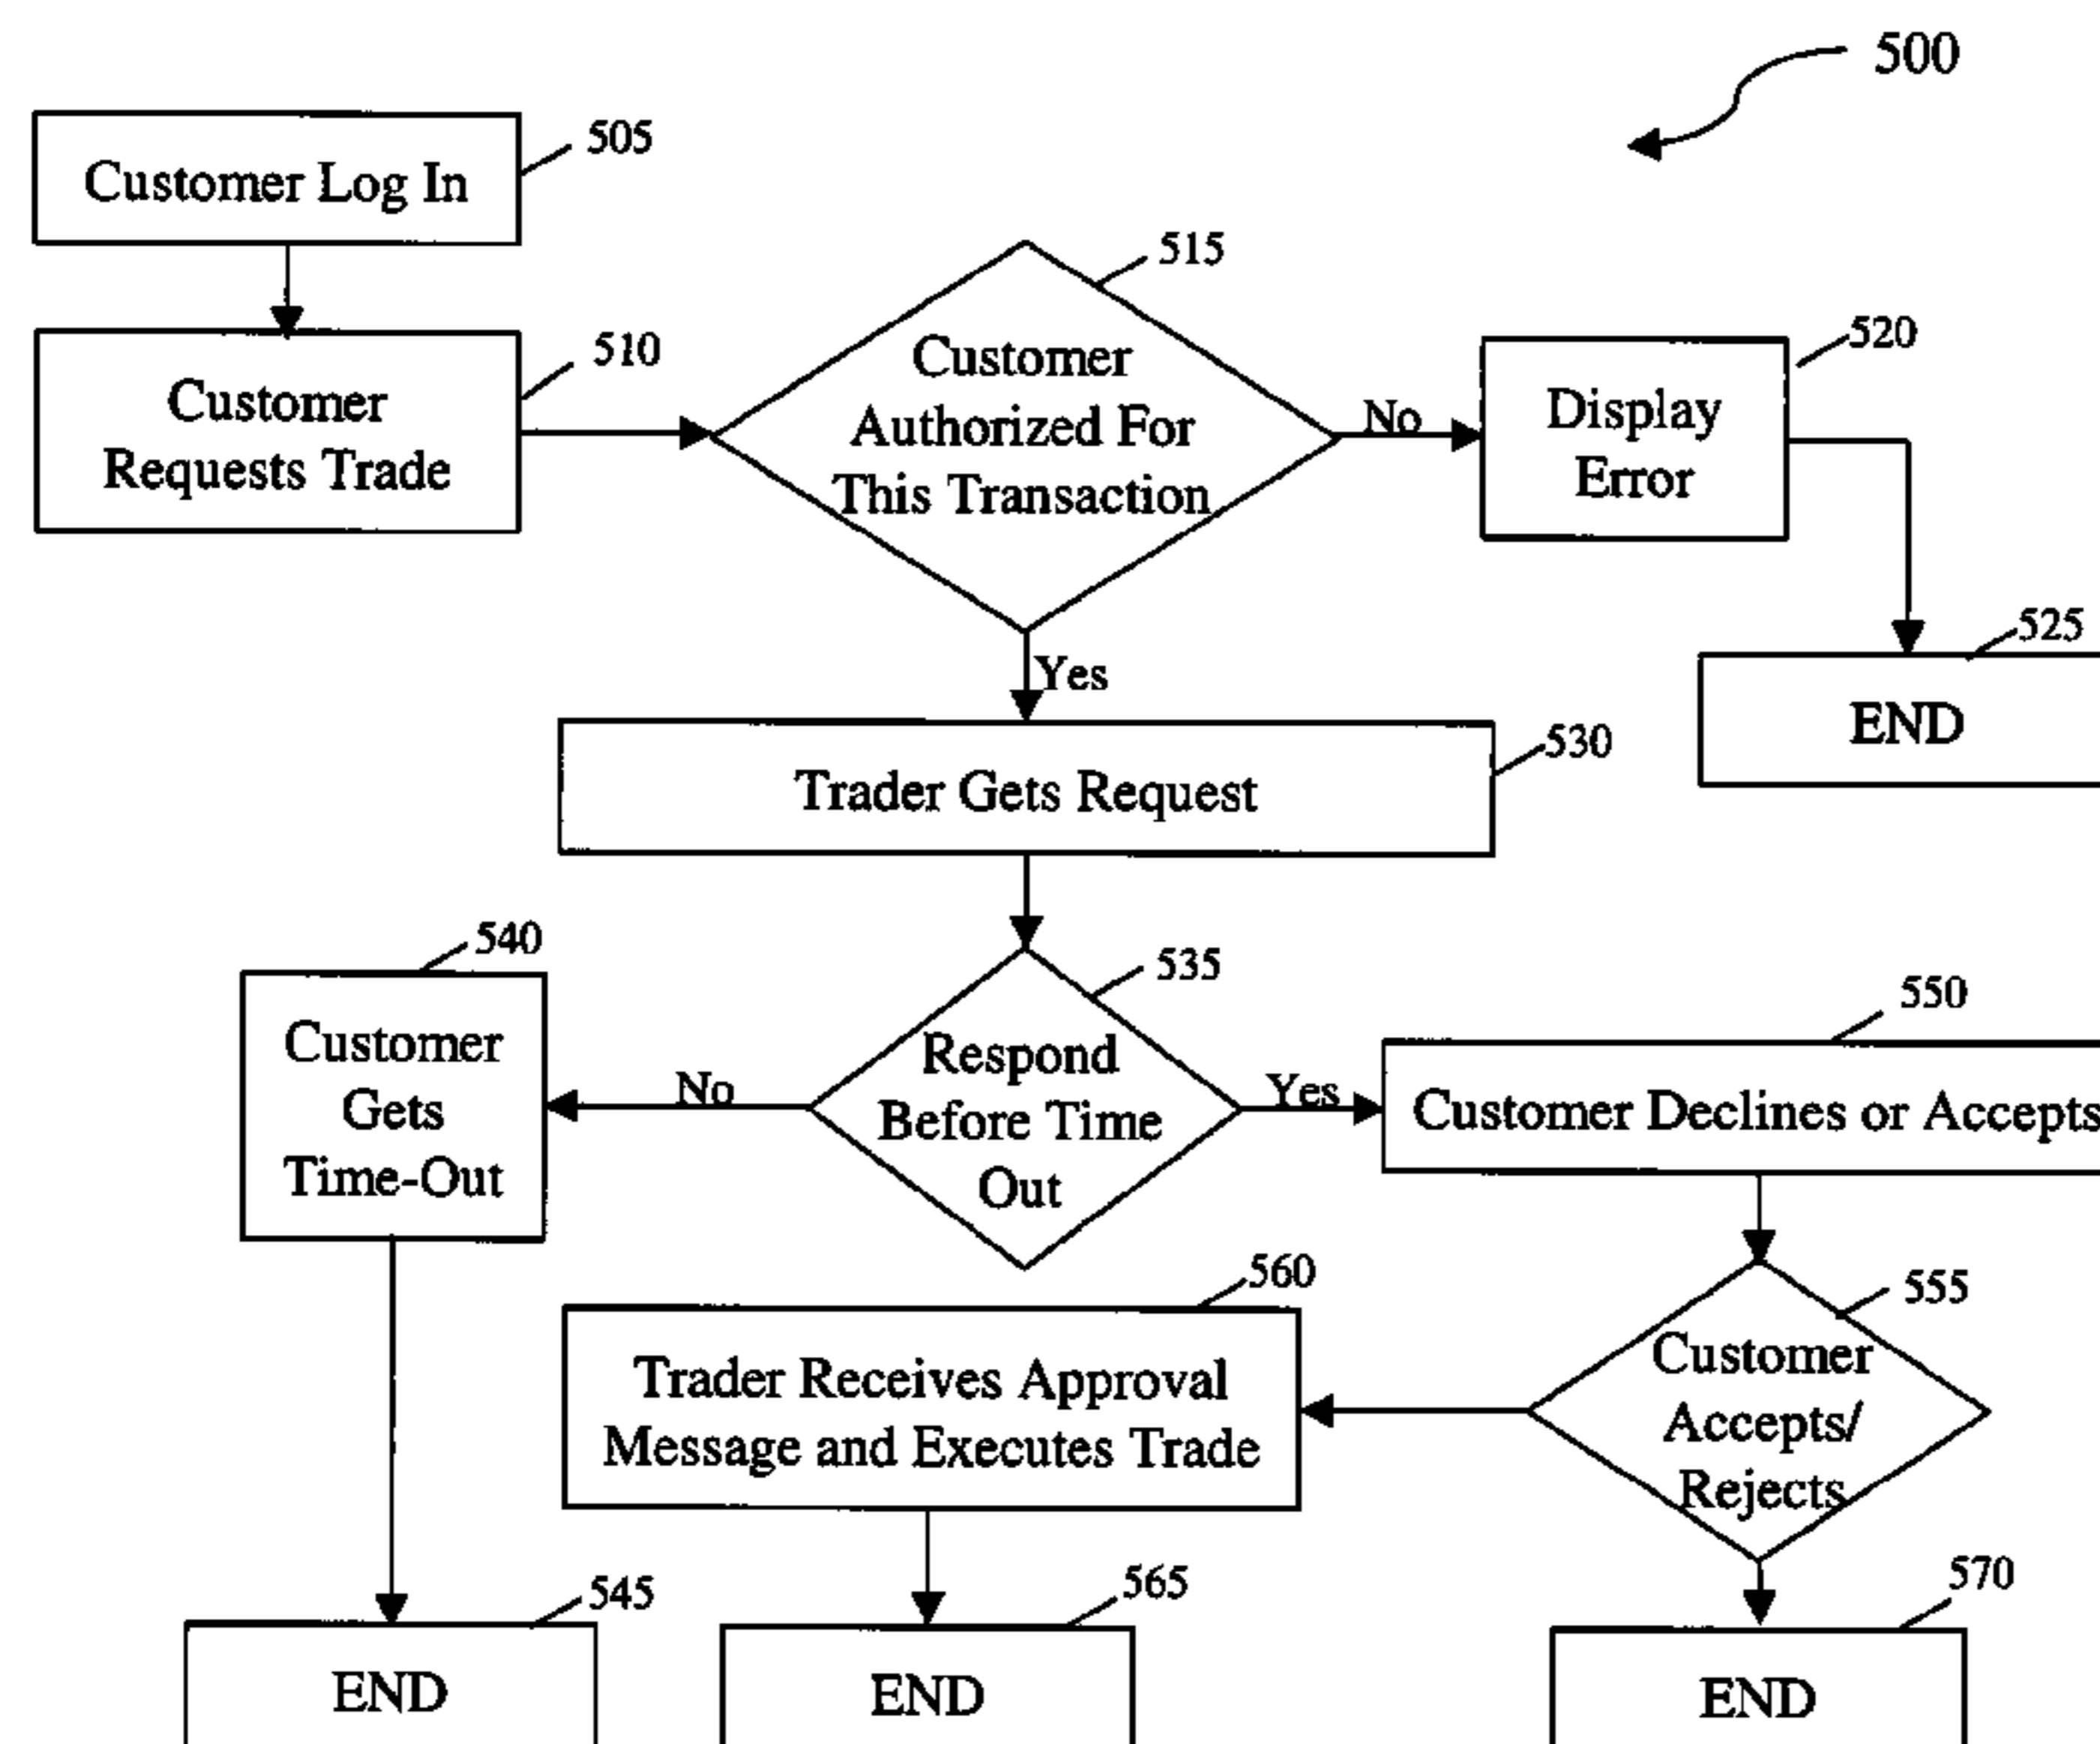 500
505
Customer Log In
515
510
Customer
Requests Trade
Customer
Authorized For
This Transaction
No
520
Display
Error
525
END
Yes
530
Trader Gets Request
540
Customer
Gets
Time-Out
No
535
Respond
Before Time
Out
Yes
550
Customer Declines or Accepts
560
Trader Receives Approval
Message and Executes Trade
555
Customer
Accepts/
Rejects
545
END
565
END
570
END